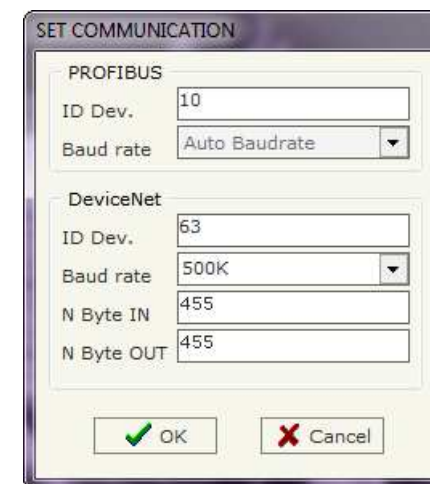 SET COMMUNICATION
PROFIBUS
ID Dev. 10
Baud rate Auto Baudrate
DeviceNet
ID Dev. 63
Baud rate 500K
N Byte IN 455
N Byte OUT 455
OK Cancel